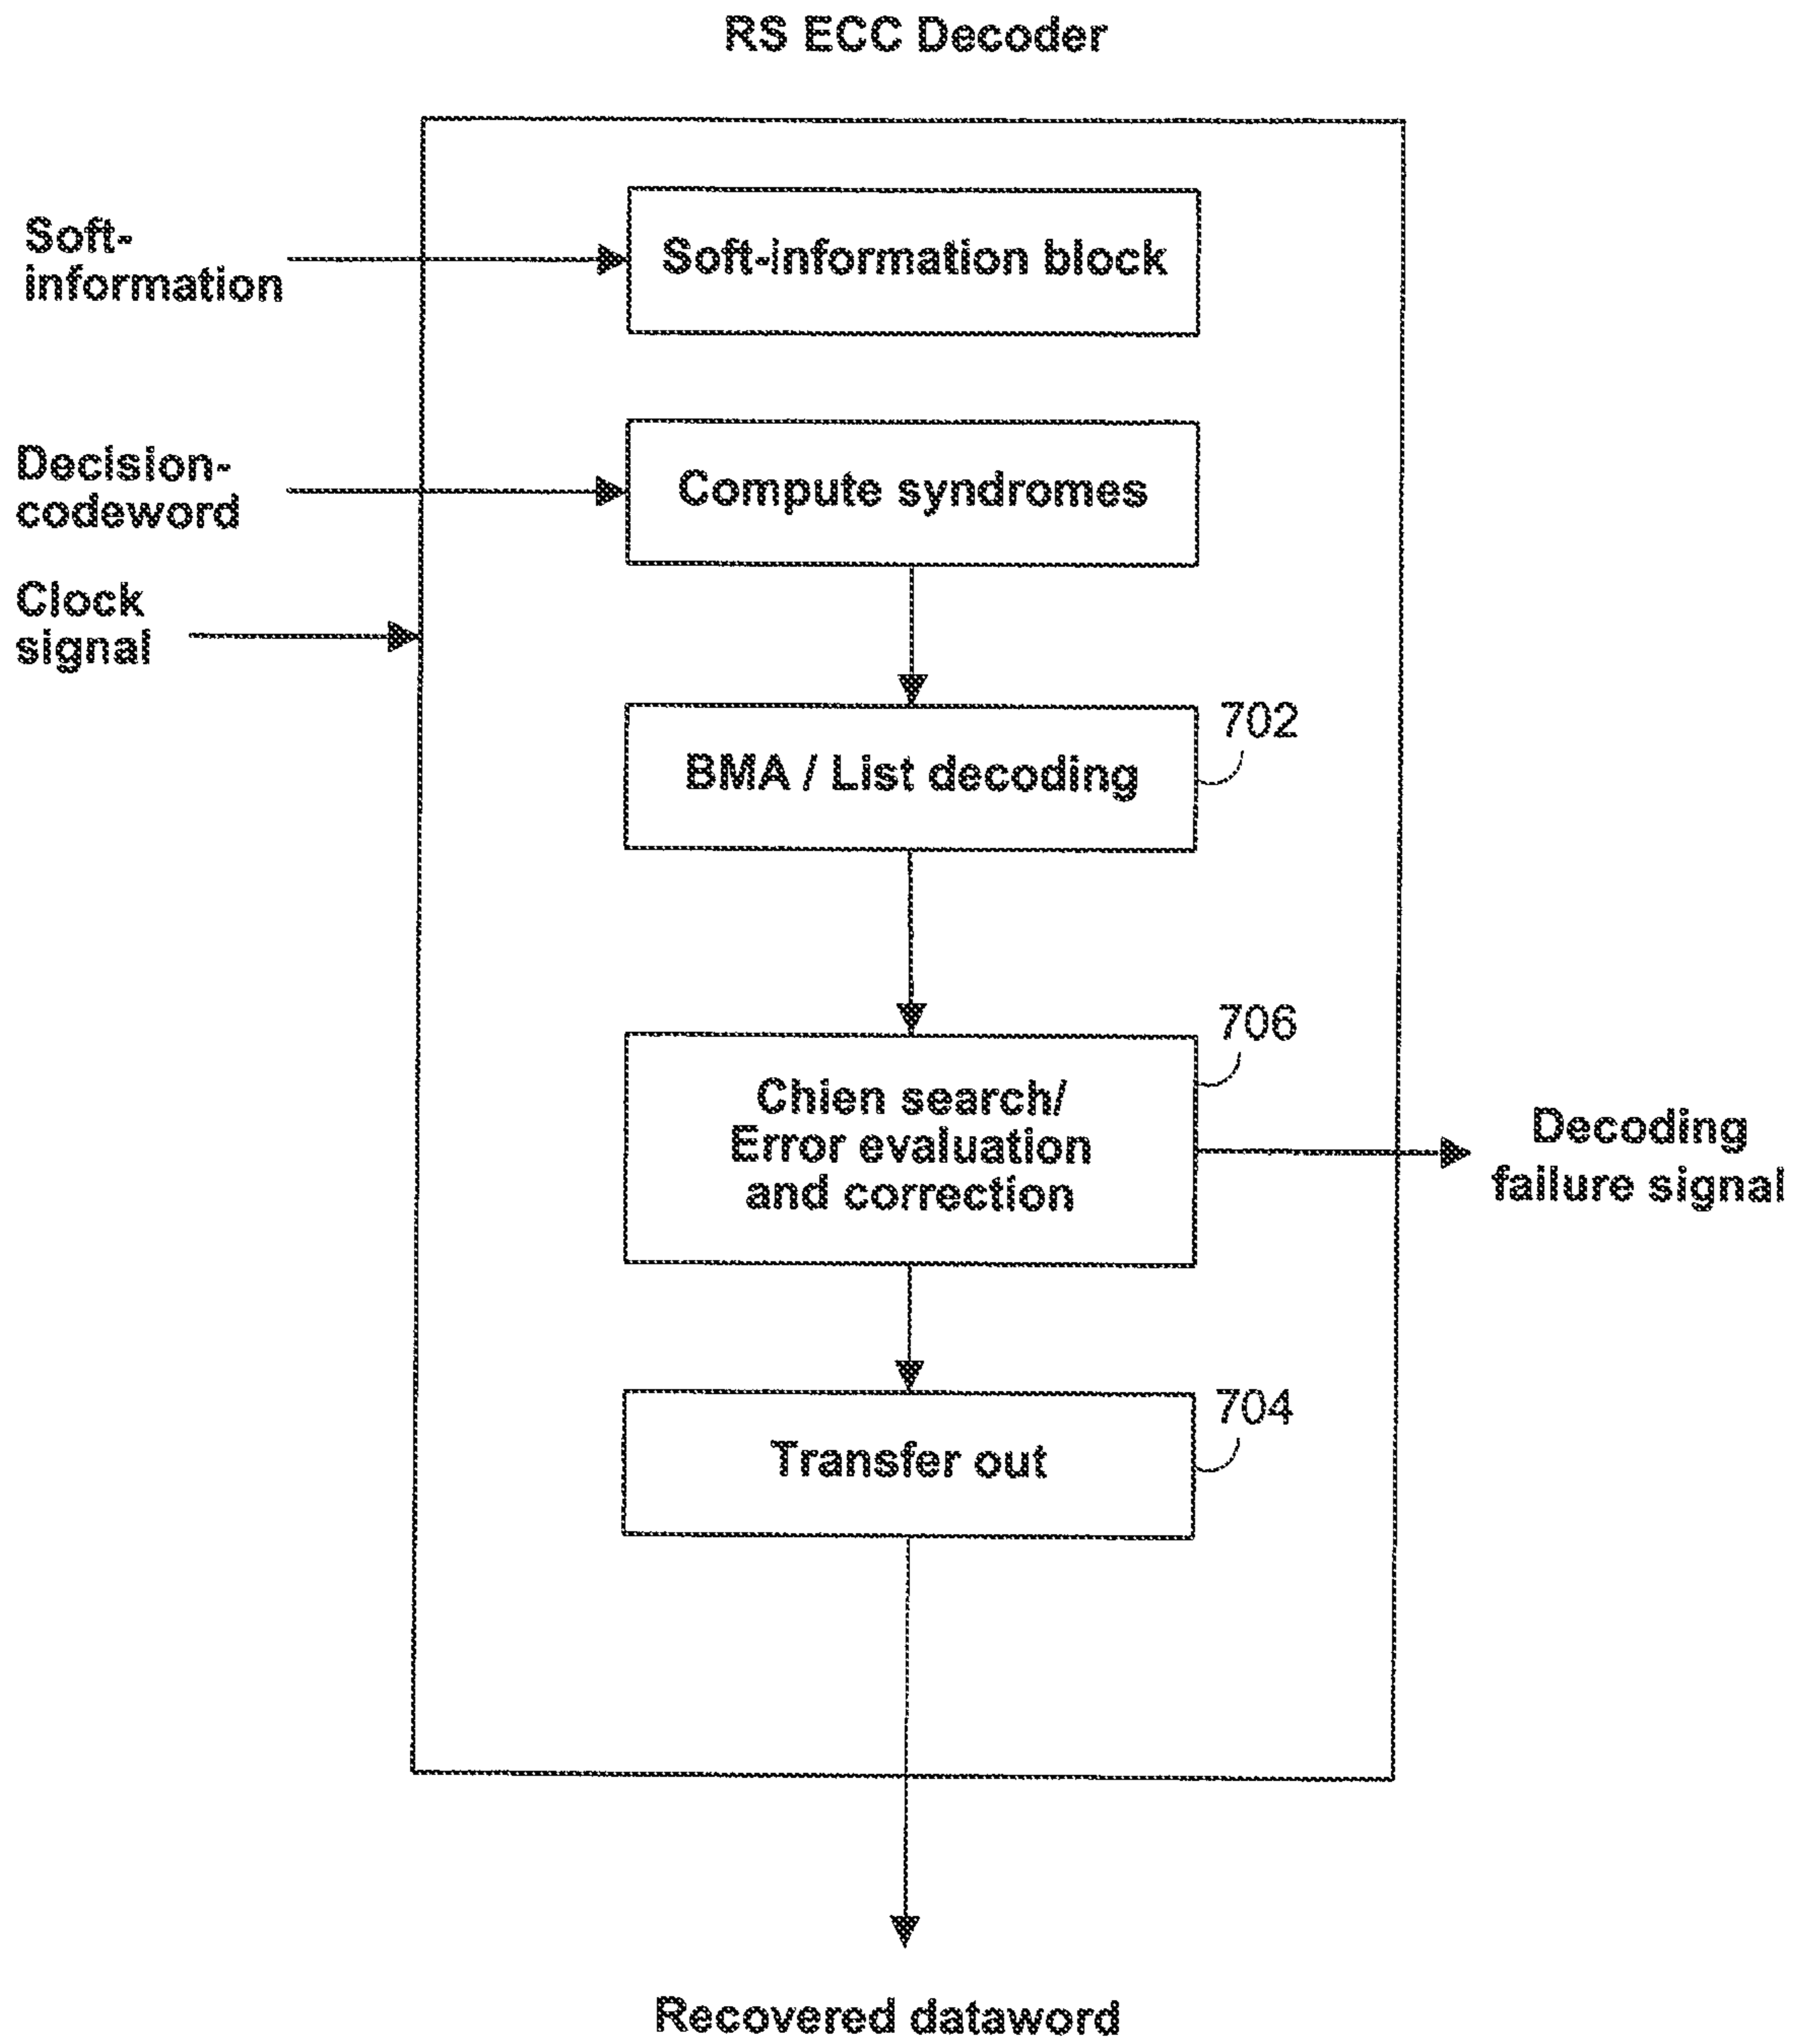 RS ECC Decoder
Soft-
information
Soft-information block
Decision-
codeword
Compute syndromes
Clock
signal
702
BMA / List decoding
706
Chien search/
Error evaluation
and correction
Decoding
failure signal
704
Transfer out
Recovered dataword